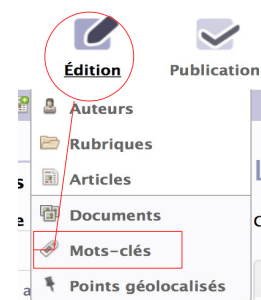 Édition
Publication
Auteurs
Rubriques
Articles
Documents
Mots-clés
Points géolocalisés